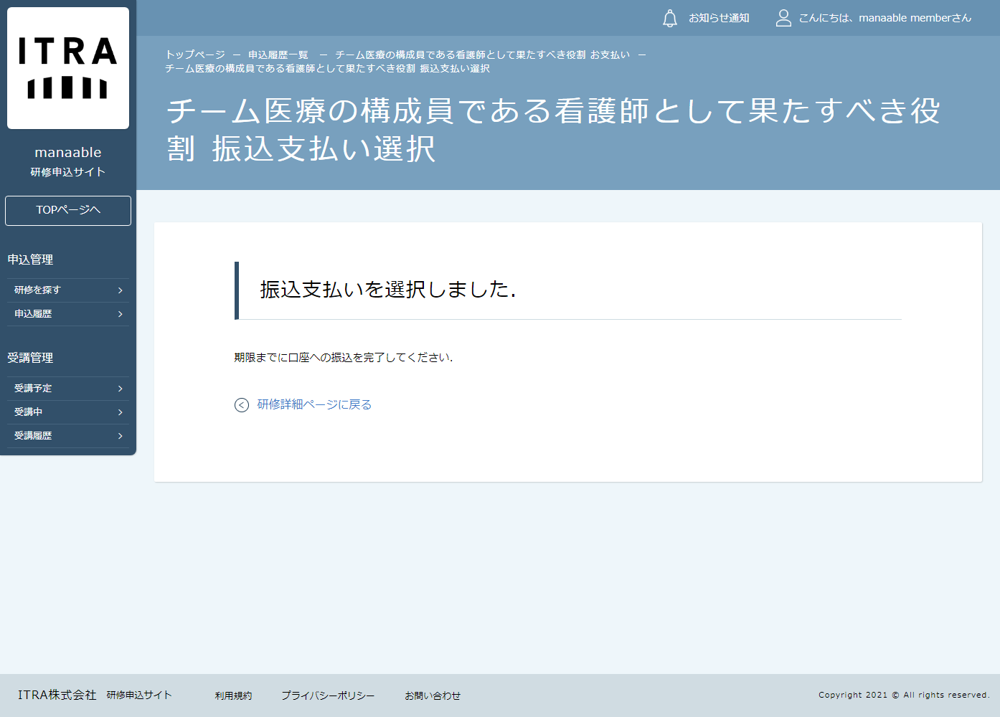 ITRA
manaable
研修申込サイト
TOPページへ
申込管理
研修を探す
申込履歴
受講管理
受講予定
受講中
受講履歴
お知らせ通知
こんにちは、manaable memberさん
トップページ － 申込履歴一覧 － チーム医療の構成員である看護師として果たすべき役割 お支払い －
チーム医療の構成員である看護師として果たすべき役割 振込支払い選択
チーム医療の構成員である看護師として果たすべき役
割 振込支払い選択
振込支払いを選択しました.
期限までに口座への振込を完了してください.
研修詳細ページに戻る
ITRA株式会社 研修申込サイト 利用規約 プライバシーポリシー お問い合わせ Copyright 2021 © All rights reserved.